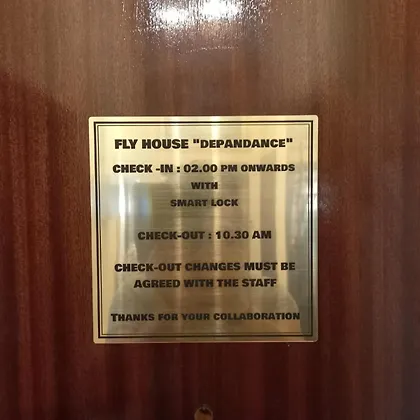 FLY HOUSE "DEPANDANCE"
CHECK -IN : 02.00 PM ONWARDS
WITH
SMART LOCK
CHECK-OUT : 10.30 AM
CHECK-OUT CHANGES MUST BE
AGREED WITH THE STAFF
THANKS FOR YOUR COLLABORATION